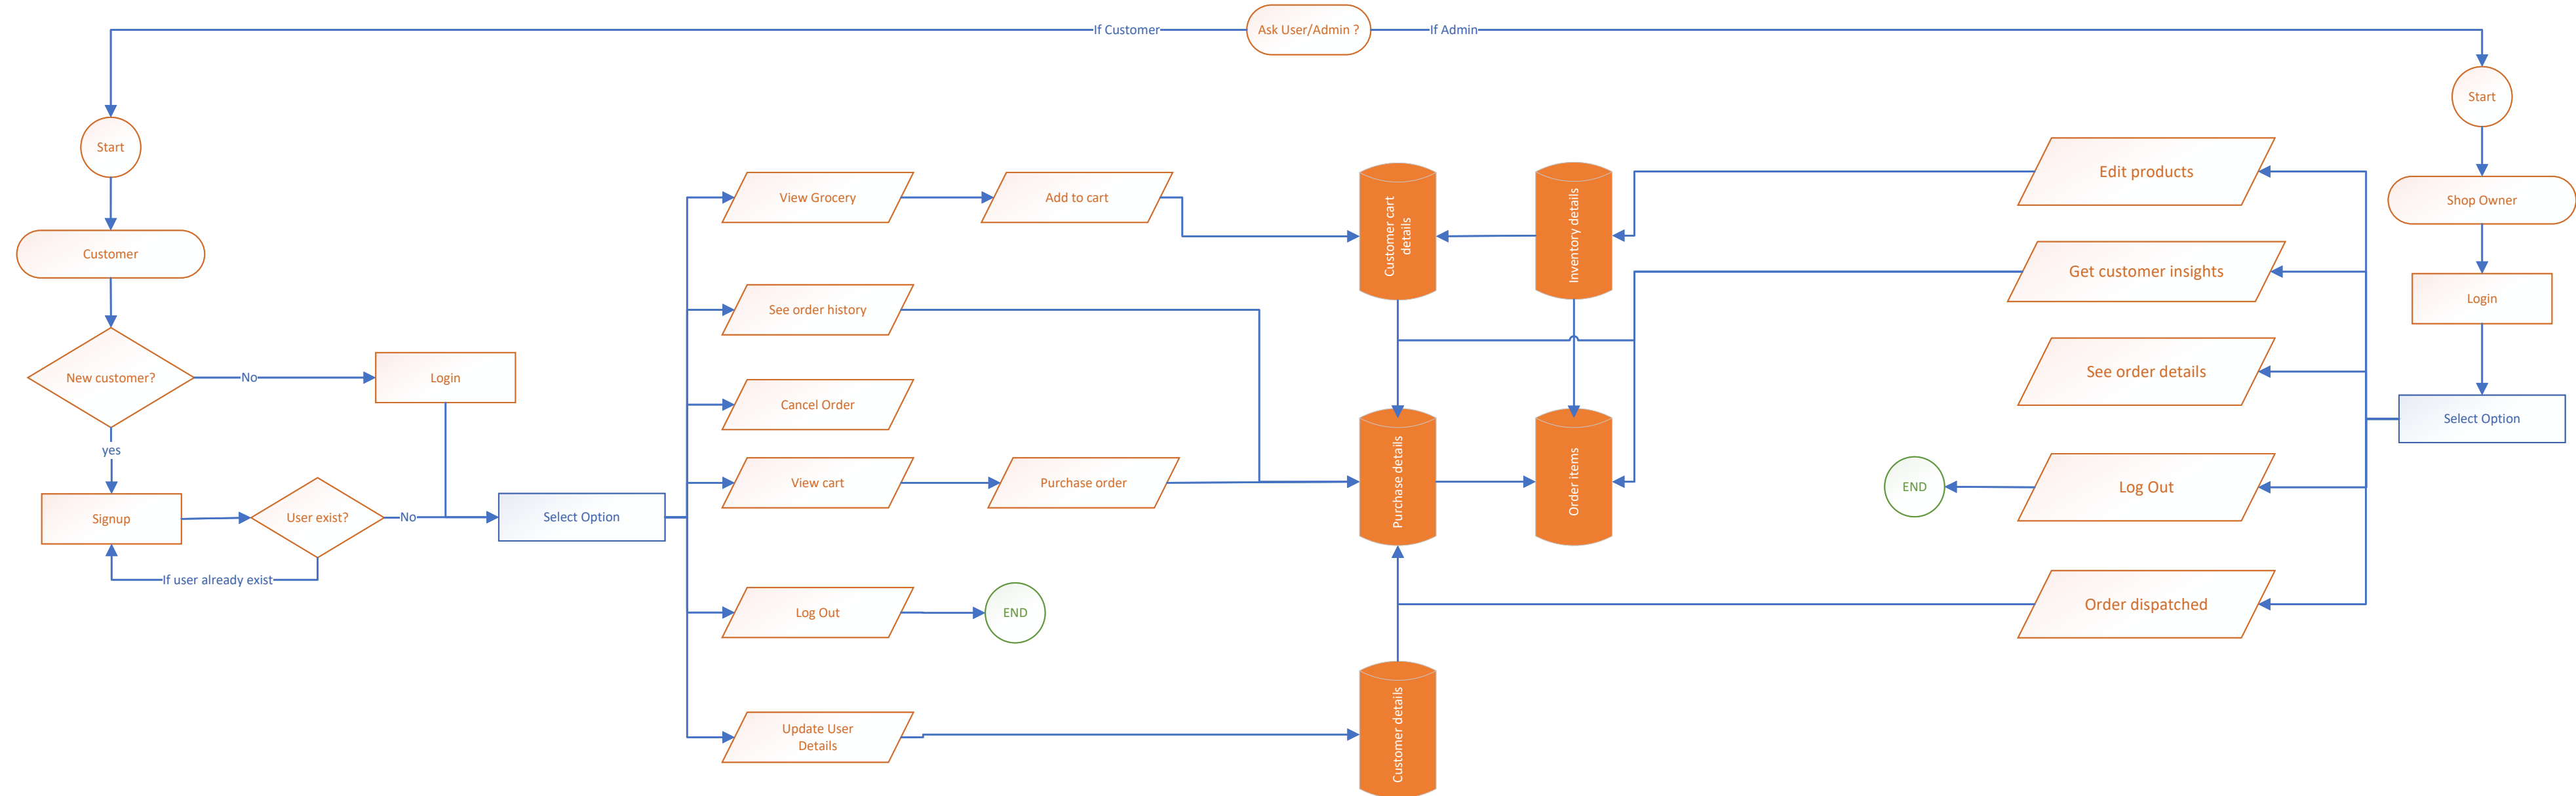 If Customer
Ask User/Admin ?
If Admin
Start
Start
Customer
Shop Owner
New customer?
No
Login
Login
yes
Signup
User exist?
No
If user already exist
Select Option
Select Option
View Grocery
Add to cart
See order history
Cancel Order
View cart
Purchase order
Log Out
END
Update User
Details
Customer cart
details
Inventory details
Purchase details
Order items
Customer details
Edit products
Get customer insights
See order details
Log Out
END
Order dispatched